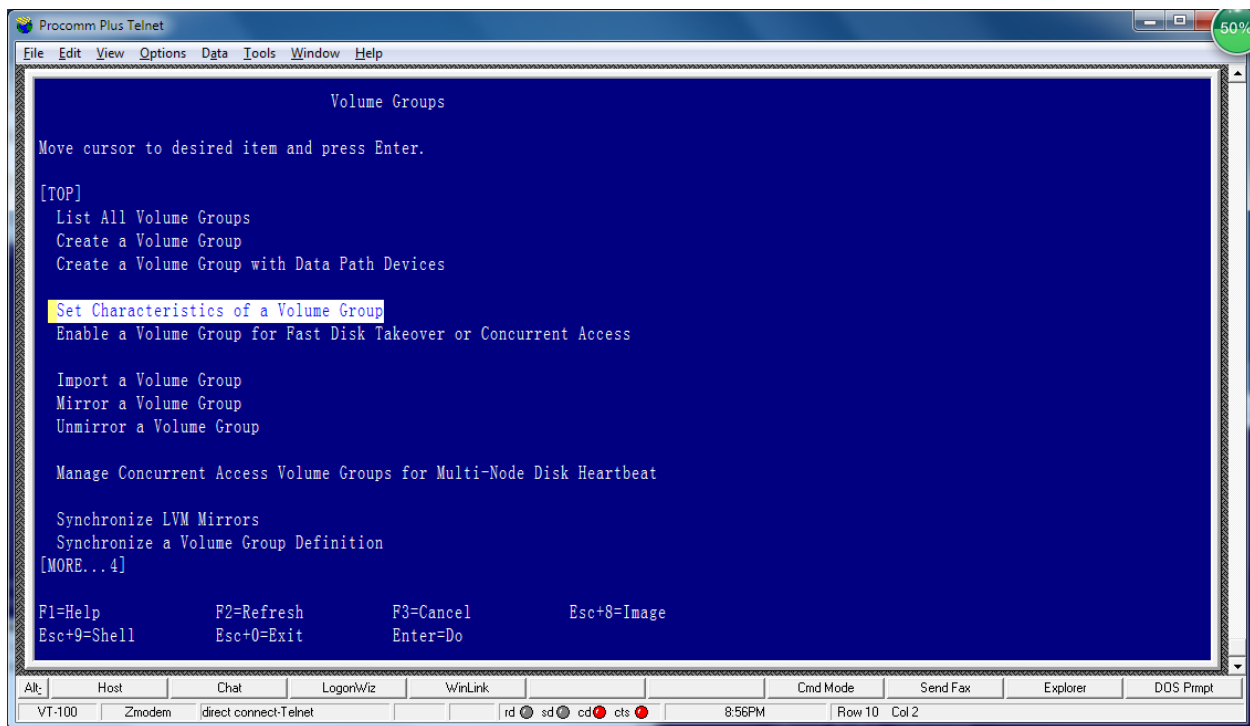 Procomm Plus Telnet
50%
File Edit View Options Data Tools Window Help
Volume Groups
Move cursor to desired item and press Enter.
[TOP]
List All Volume Groups
Create a Volume Group
Create a Volume Group with Data Path Devices
Set Characteristics of a Volume Group
Enable a Volume Group for Fast Disk Takeover or Concurrent Access
Import a Volume Group
Mirror a Volume Group
Unmirror a Volume Group
Manage Concurrent Access Volume Groups for Multi-Node Disk Heartbeat
Synchronize LVM Mirrors
Synchronize a Volume Group Definition
[MORE...4]
F1=Help F2=Refresh F3=Cancel Esc+8=Image
Esc+9=Shell Esc+0=Exit Enter=Do
Alt- Host Chat LogonWiz WinLink Cmd Mode Send Fax Explorer DOS Prmpt
VT-100 Zmodem direct connect-Telnet rd sd cd cts 8:56PM Row 10 Col 2